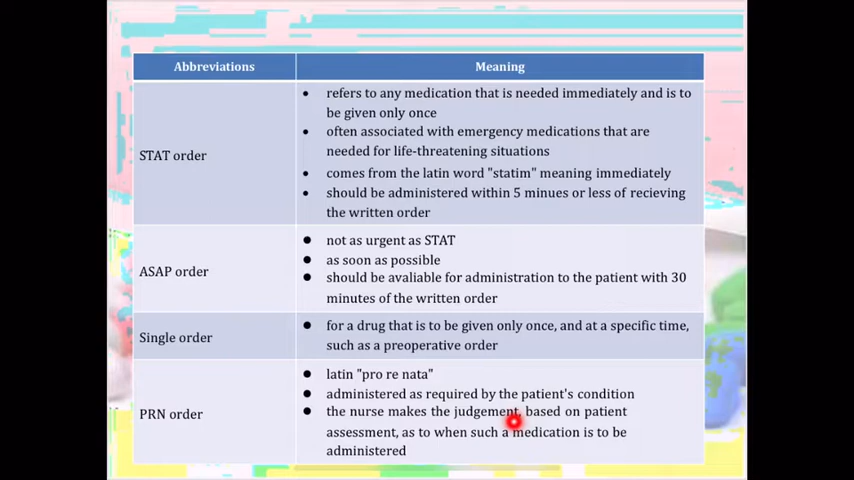 Abbreviations
Meaning
STAT order
• refers to any medication that is needed immediately and is to
be given only once
• often associated with emergency medications that are
needed for life-threatening situations
• comes from the latin word "statim" meaning immediately
• should be administered within 5 minues or less of recieving
the written order
ASAP order
● not as urgent as STAT
● as soon as possible
● should be avaliable for administration to the patient with 30
minutes of the written order
Single order
● for a drug that is to be given only once, and at a specific time,
such as a preoperative order
PRN order
● latin "pro re nata"
● administered as required by the patient's condition
● the nurse makes the judgement, based on patient
assessment, as to when such a medication is to be
administered